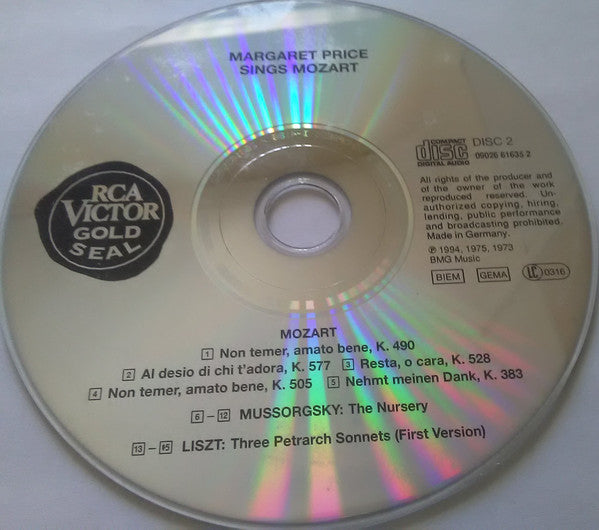 MARGARET PRICE
SINGS MOZART
RCA
VICTOR
GOLD
SEAL
COMPACT
disc
DIGITAL AUDIO
DISC 2
09026 61635 2
All rights of the producer and
of the owner of the work
reproduced reserved. Un-
authorized copying, hiring,
lending, public performance
and broadcasting prohibited.
Made in Germany.
℗ 1994, 1975, 1973
BMG Music
BIEM GEMA LC 0316
MOZART
1 Non temer, amato bene, K. 490
2 Al desio di chi t'adora, K. 577 3 Resta, o cara, K. 528
4 Non temer, amato bene, K. 505 5 Nehmt meinen Dank, K. 383
6 – 12 MUSSORGSKY: The Nursery
13 – 15 LISZT: Three Petrarch Sonnets (First Version)